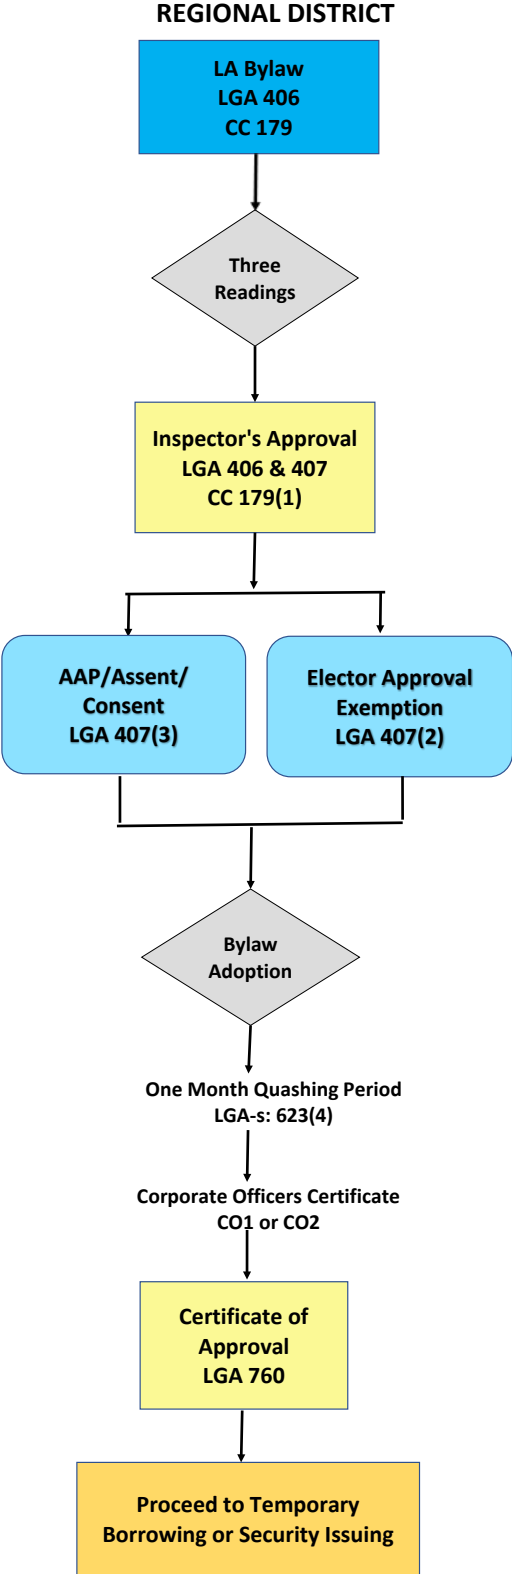 REGIONAL DISTRICT
LA Bylaw
LGA 406
CC 179
Three
Readings
Inspector's Approval
LGA 406 & 407
CC 179(1)
AAP/Assent/
Consent
LGA 407(3)
Elector Approval
Exemption
LGA 407(2)
Bylaw
Adoption
One Month Quashing Period
LGA-s: 623(4)
Corporate Officers Certificate
CO1 or CO2
Certificate of
Approval
LGA 760
Proceed to Temporary
Borrowing or Security Issuing